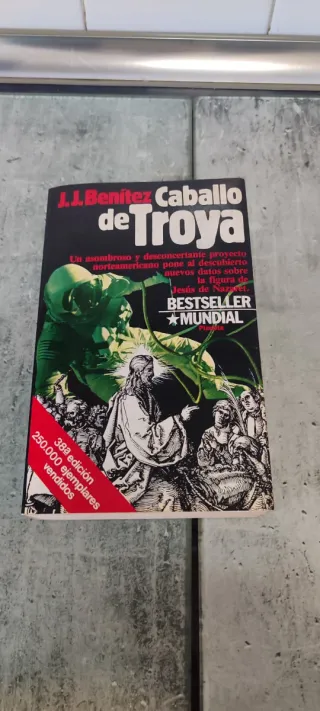 J.J. Benítez Caballo
de Troya
Un asombroso y desconcertante proyecto
norteamericano pone al descubierto
nuevos datos sobre
la figura de
Jesús de Nazaret.
BESTSELLER
MUNDIAL
Planeta
38a edición
250.000 ejemplares
vendidos